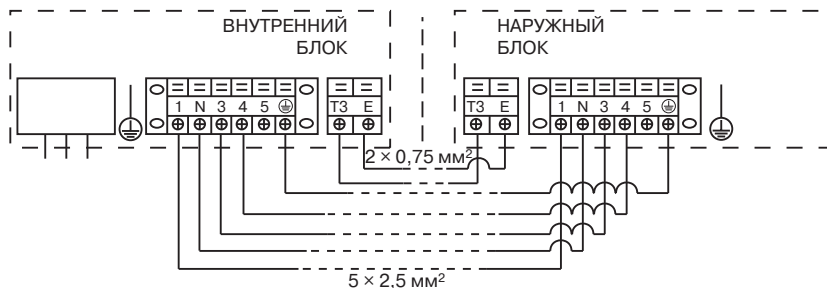 ВНУТРЕННИЙ
БЛОК
НАРУЖНЫЙ
БЛОК
1 N 3 4 5
T3 E
T3 E
1 N 3 4 5
2 × 0,75 мм²
5 × 2,5 мм²